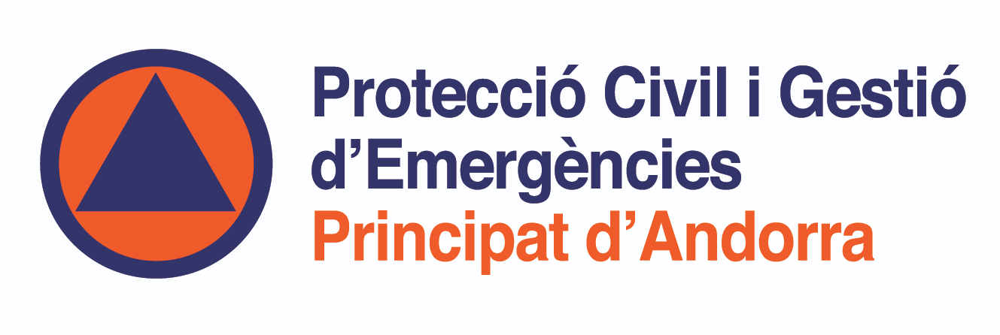 Protecció Civil i Gestió
d’Emergències
Principat d’Andorra